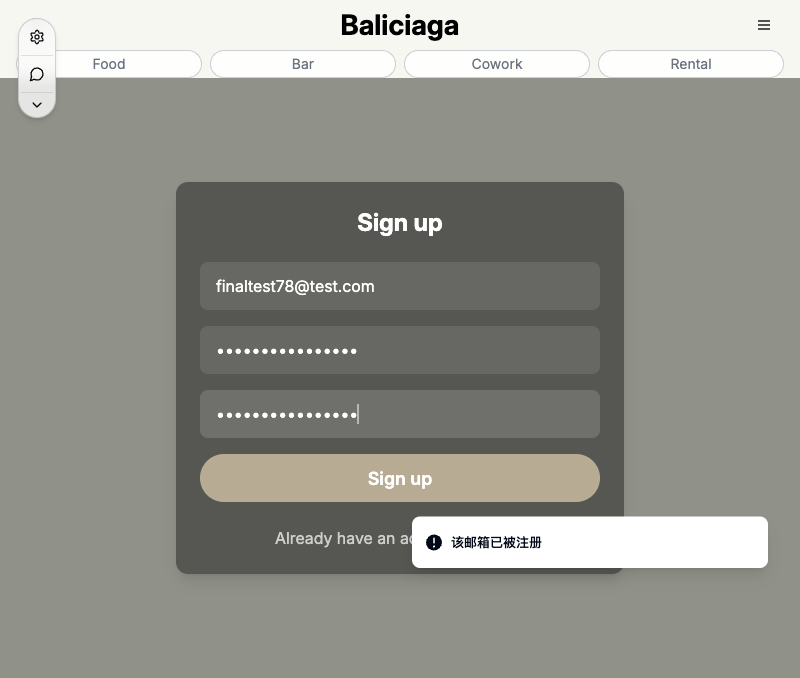 Baliciaga
Food
Bar
Cowork
Rental
Sign up
finaltest78@test.com
••••••••••••••••
••••••••••••••••
Sign up
Already have an ac
该邮箱已被注册